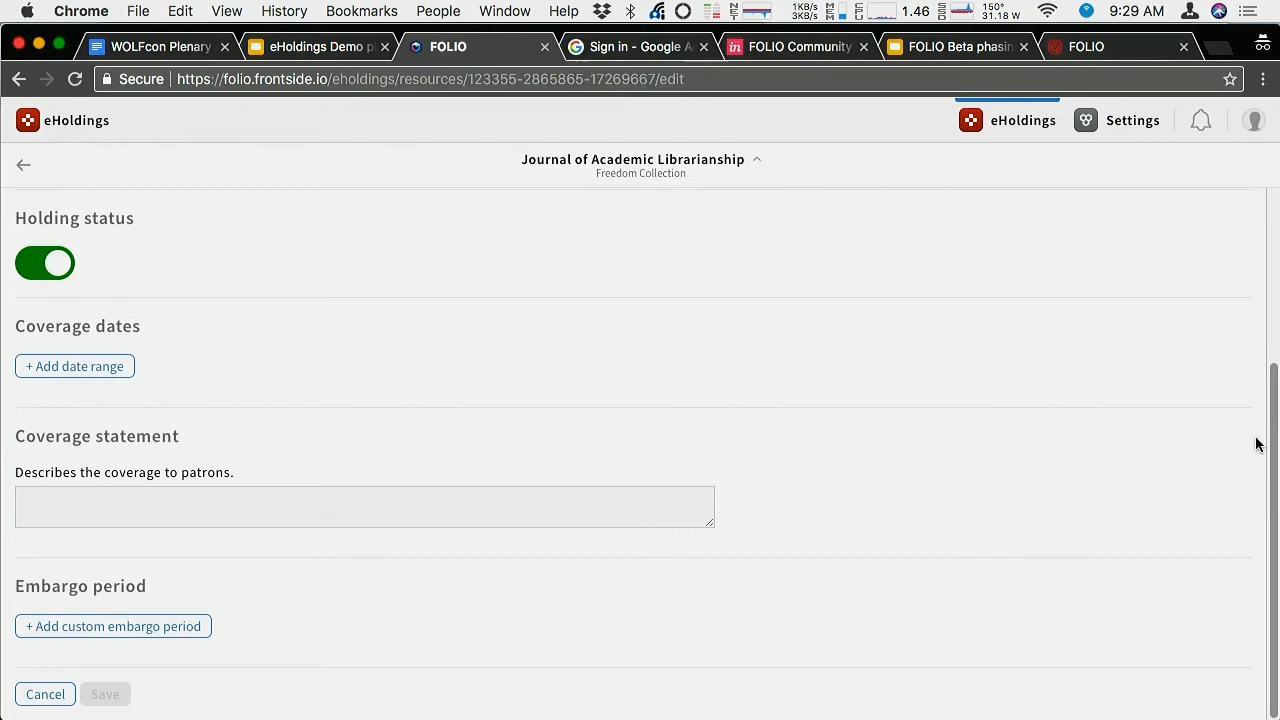 Chrome File Edit View History Bookmarks People Window Help 1KB/s 3KB/s 1.46 150° 31.18 W 9:29 AM
WOLFcon Plenary eHoldings Demo p FOLIO Sign in - Google A FOLIO Community FOLIO Beta phasin FOLIO
Secure https://folio.frontside.io/eholdings/resources/123355-2865865-17269667/edit
eHoldings eHoldings Settings
Journal of Academic Librarianship
Freedom Collection
Holding status
Coverage dates
+ Add date range
Coverage statement
Describes the coverage to patrons.
Embargo period
+ Add custom embargo period
Cancel Save